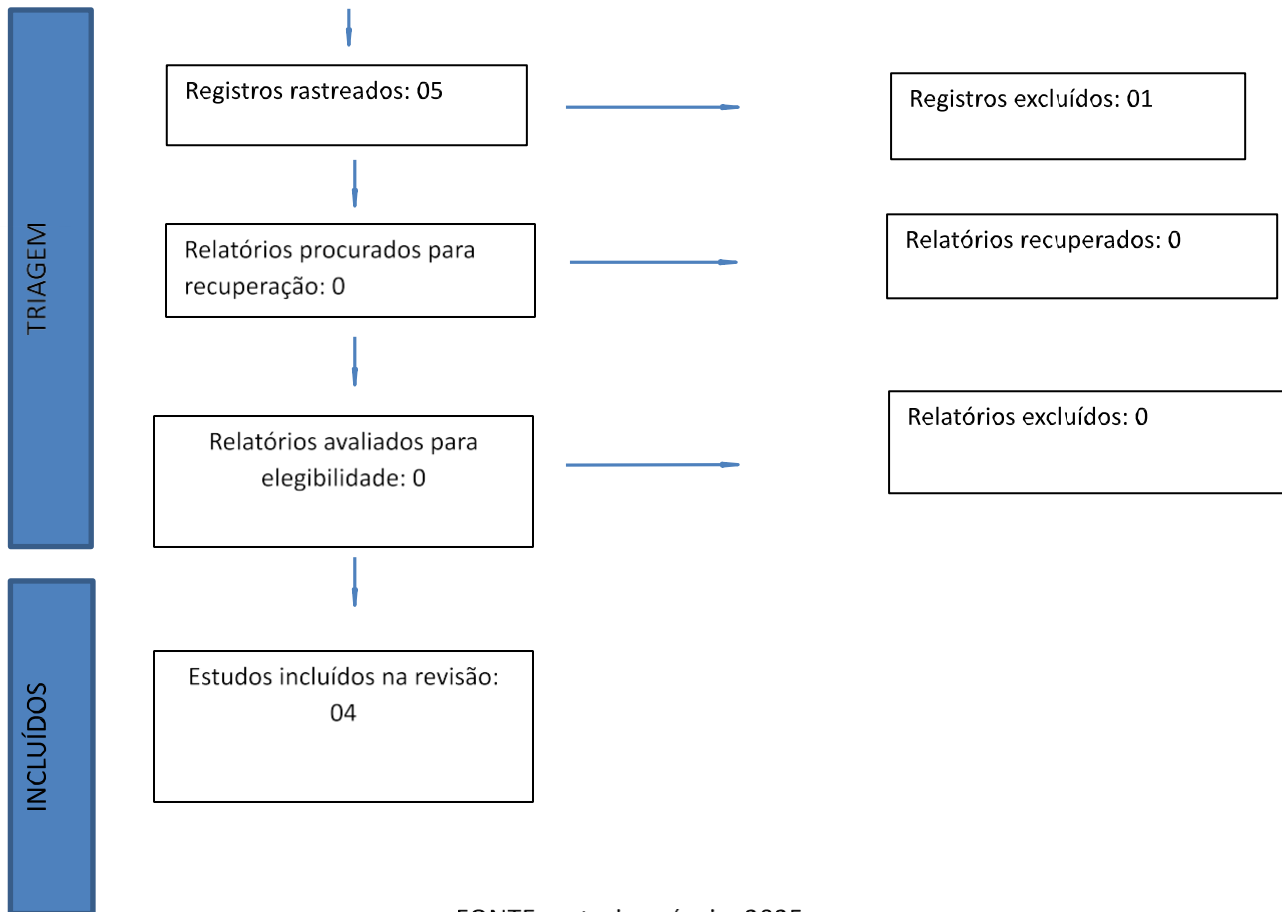 TRIAGEM
Registros rastreados: 05
Registros excluídos: 01
Relatórios procurados para
recuperação: 0
Relatórios recuperados: 0
Relatórios avaliados para
elegibilidade: 0
Relatórios excluídos: 0
INCLUÍDOS
Estudos incluídos na revisão:
04